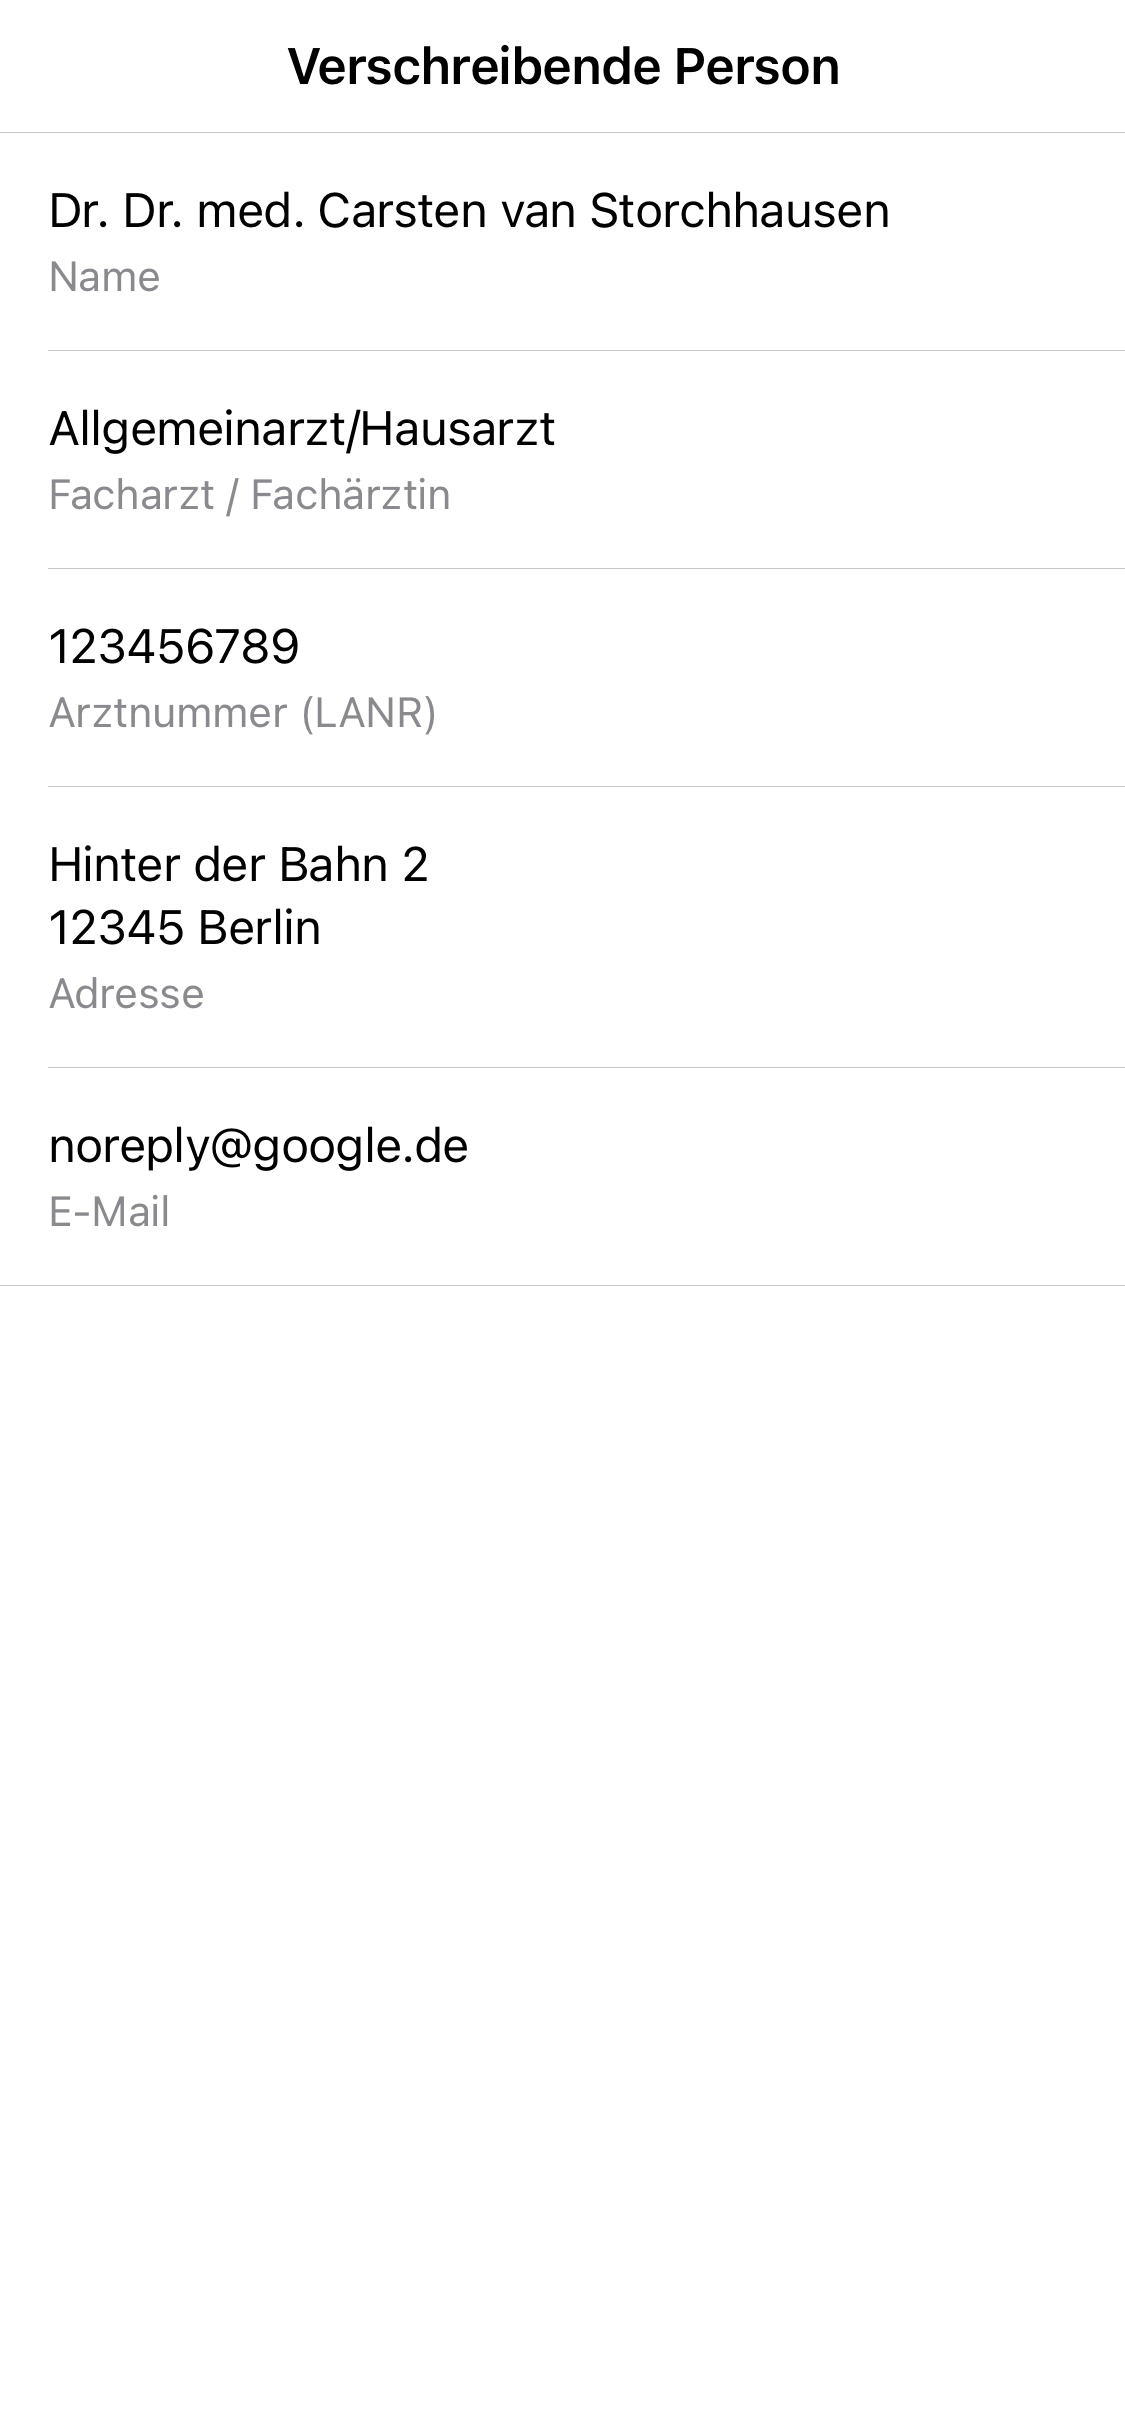 Verschreibende Person
Dr. Dr. med. Carsten van Storchhausen
Name
Allgemeinarzt/Hausarzt
Facharzt / Fachärztin
123456789
Arztnummer (LANR)
Hinter der Bahn 2
12345 Berlin
Adresse
noreply@google.de
E-Mail